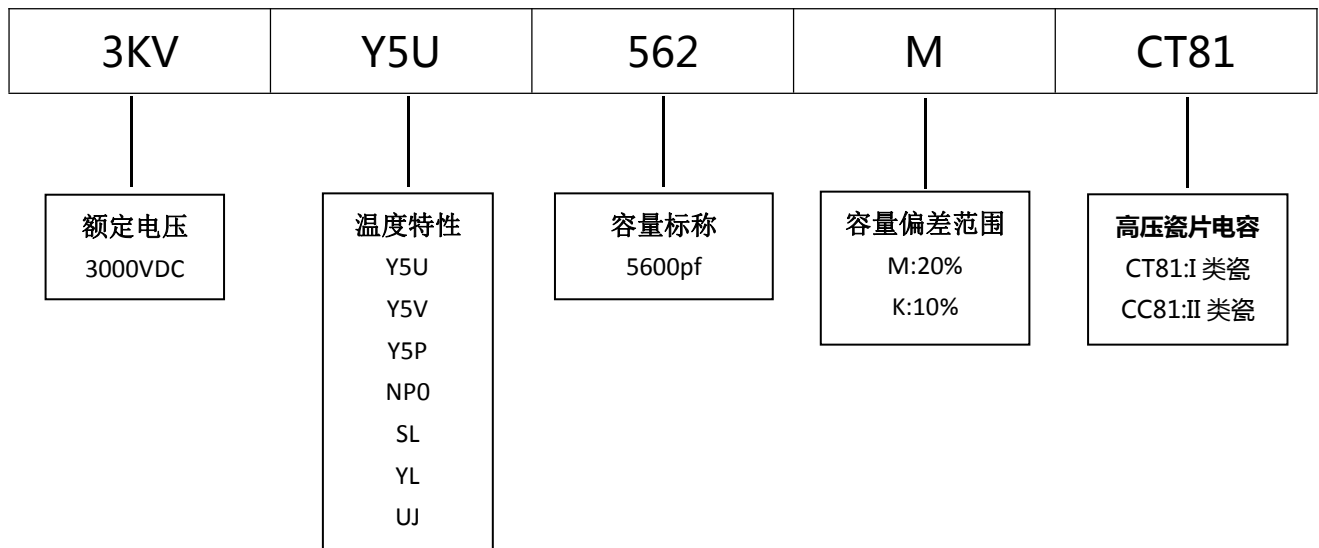 3KV Y5U 562 M CT81
额定电压
3000VDC
温度特性
Y5U
Y5V
Y5P
NP0
SL
YL
UJ
容量标称
5600pf
容量偏差范围
M:20%
K:10%
高压瓷片电容
CT81:I 类瓷
CC81:II 类瓷